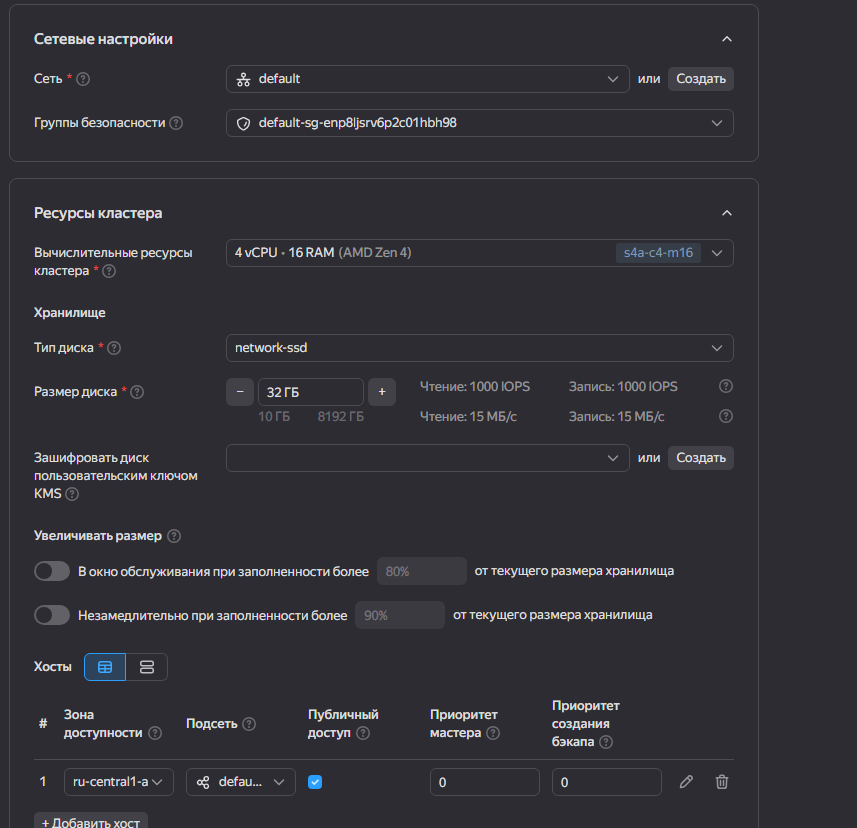 Сетевые настройки
Сеть * default или Создать
Группы безопасности default-sg-enp8ljsrv6p2c01hbh98
Ресурсы кластера
Вычислительные ресурсы
кластера * 4 vCPU • 16 RAM (AMD Zen 4) s4a-c4-m16
Хранилище
Тип диска * network-ssd
Размер диска * − 32 ГБ + Чтение: 1000 IOPS Запись: 1000 IOPS
10 ГБ 8192 ГБ Чтение: 15 МБ/с Запись: 15 МБ/с
Зашифровать диск
пользовательским ключом
KMS или Создать
Увеличивать размер
В окно обслуживания при заполненности более 80% от текущего размера хранилища
Незамедлительно при заполненности более 90% от текущего размера хранилища
Хосты
# Зона
доступности Подсеть Публичный
доступ Приоритет
мастера Приоритет
создания
бэкапа
1 ru-central1-a defau... 0 0
+ Добавить хост